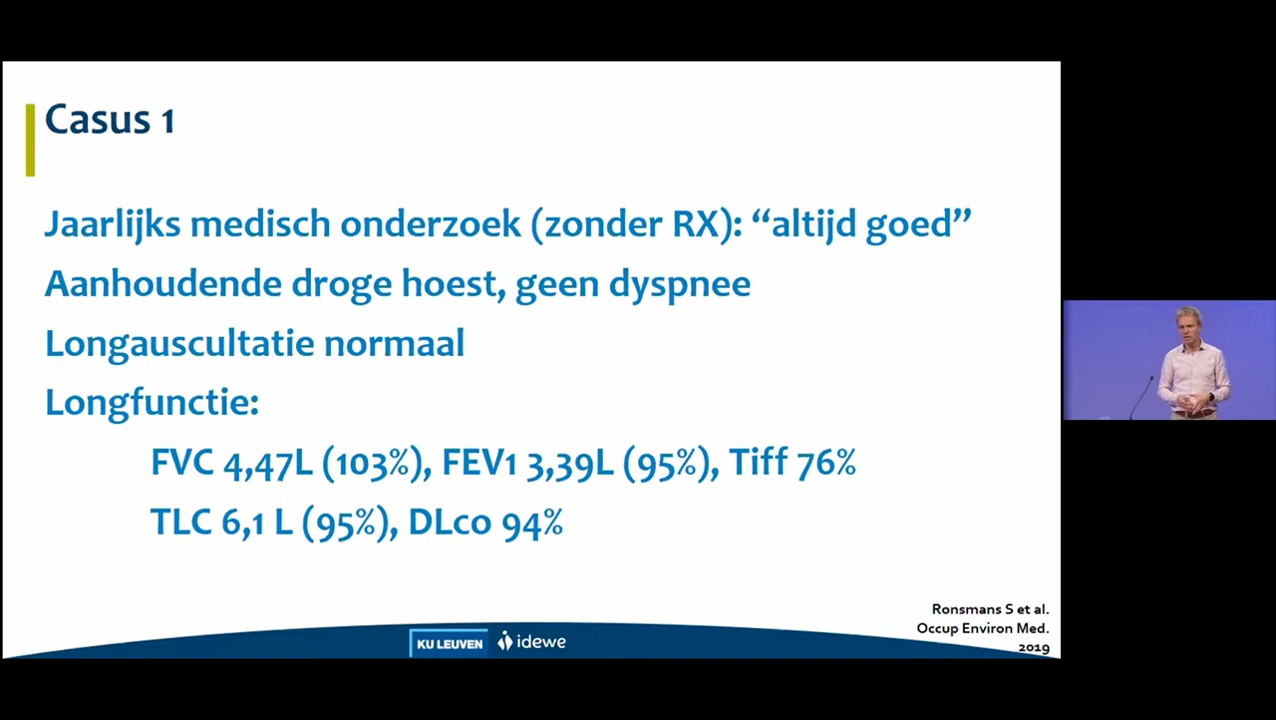 Casus 1
Jaarlijks medisch onderzoek (zonder RX): “altijd goed”
Aanhoudende droge hoest, geen dyspnee
Longauscultatie normaal
Longfunctie:
FVC 4,47L (103%), FEV1 3,39L (95%), Tiff 76%
TLC 6,1 L (95%), DLco 94%
Ronsmans S et al.
Occup Environ Med.
2019
KU LEUVEN idewe